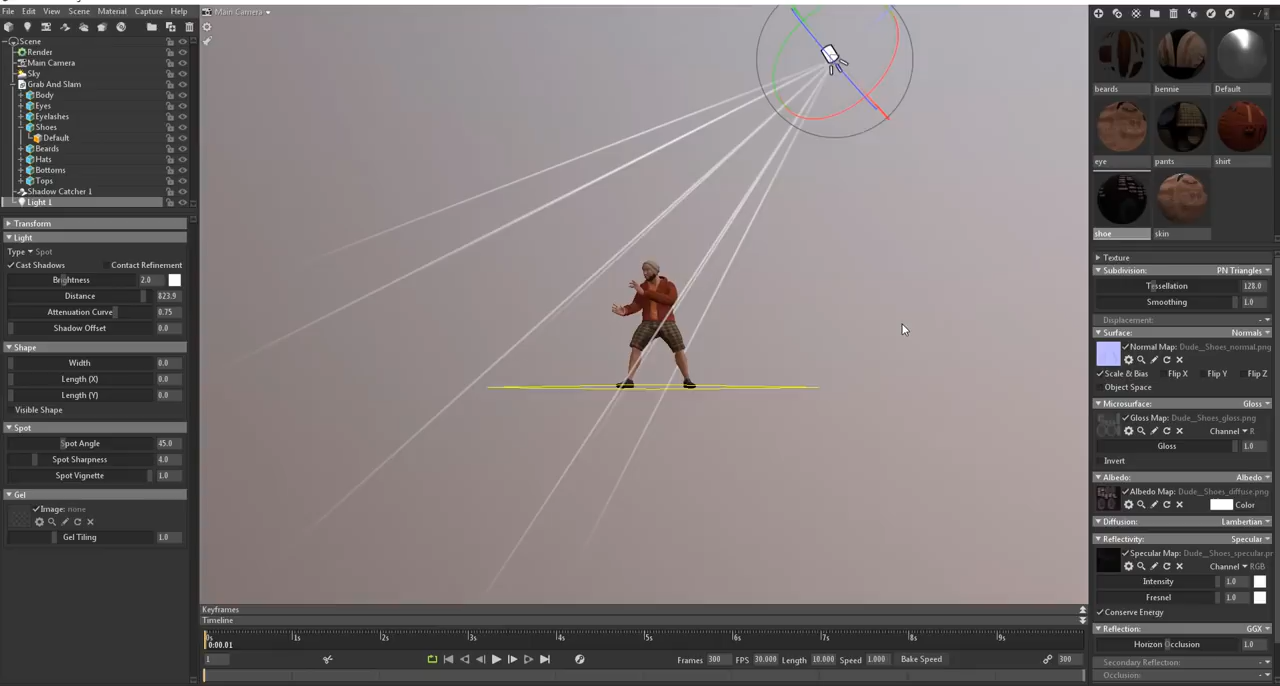 File Edit View Scene Material Capture Help
Scene
Render
Main Camera
Sky
Grab And Slam
Body
Eyes
Eyelashes
Shoes
Default
Beards
Hats
Bottoms
Tops
Shadow Catcher 1
Light 1
Transform
Light
Type Spot
Cast Shadows Contact Refinement
Brightness 2.0
Distance 823.9
Attenuation Curve 0.75
Shadow Offset 0.0
Shape
Width 0.0
Length (X) 0.0
Length (Y) 0.0
Visible Shape
Spot
Spot Angle 45.0
Spot Sharpness 4.0
Spot Vignette 1.0
Gel
Image: none
Gel Tiling 1.0
Main Camera
Keyframes
Timeline
0s 1s 2s 3s 4s 5s 6s 7s 8s 9s
0:00.01
1 Frames 300 FPS 30.000 Length 10.000 Speed 1.000 Bake Speed 300
beards bennie Default
eye pants shirt
shoe skin
Texture
Subdivision: PN Triangles
Tessellation 128.0
Smoothing 1.0
Displacement:
Surface: Normals
Normal Map: Dude__Shoes_normal.png
Scale & Bias Flip X Flip Y Flip Z
Object Space
Microsurface: Gloss
Gloss Map: Dude__Shoes_gloss.png
Channel R
Gloss 1.0
Invert
Albedo: Albedo
Albedo Map: Dude__Shoes_diffuse.png
Color
Diffusion: Lambertian
Reflectivity: Specular
Specular Map: Dude__Shoes_specular.pr
Channel RGB
Intensity 1.0
Fresnel 1.0
Conserve Energy
Reflection: GGX
Horizon Occlusion 1.0
Secondary Reflection:
Occlusion: